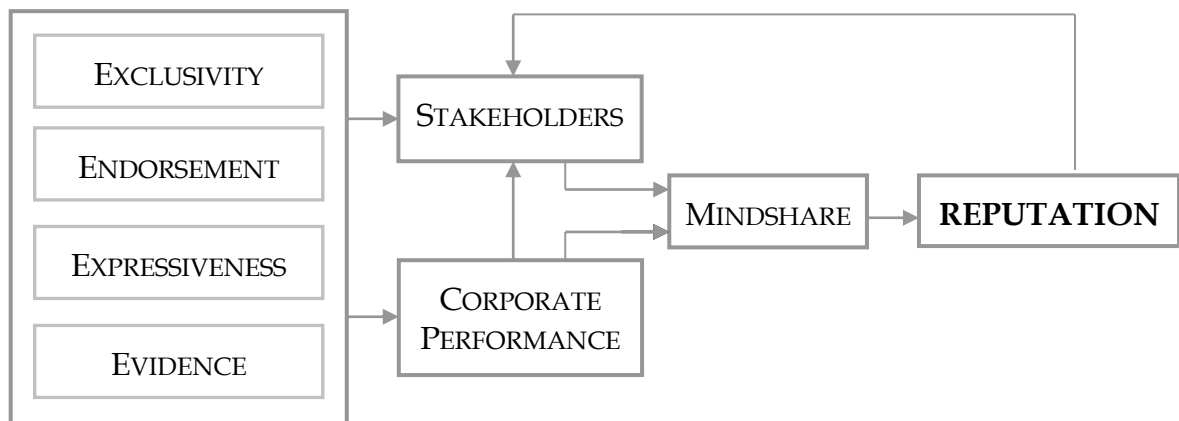 EXCLUSIVITY
ENDORSEMENT
EXPRESSIVENESS
EVIDENCE
STAKEHOLDERS
CORPORATE
PERFORMANCE
MINDSHARE
REPUTATION